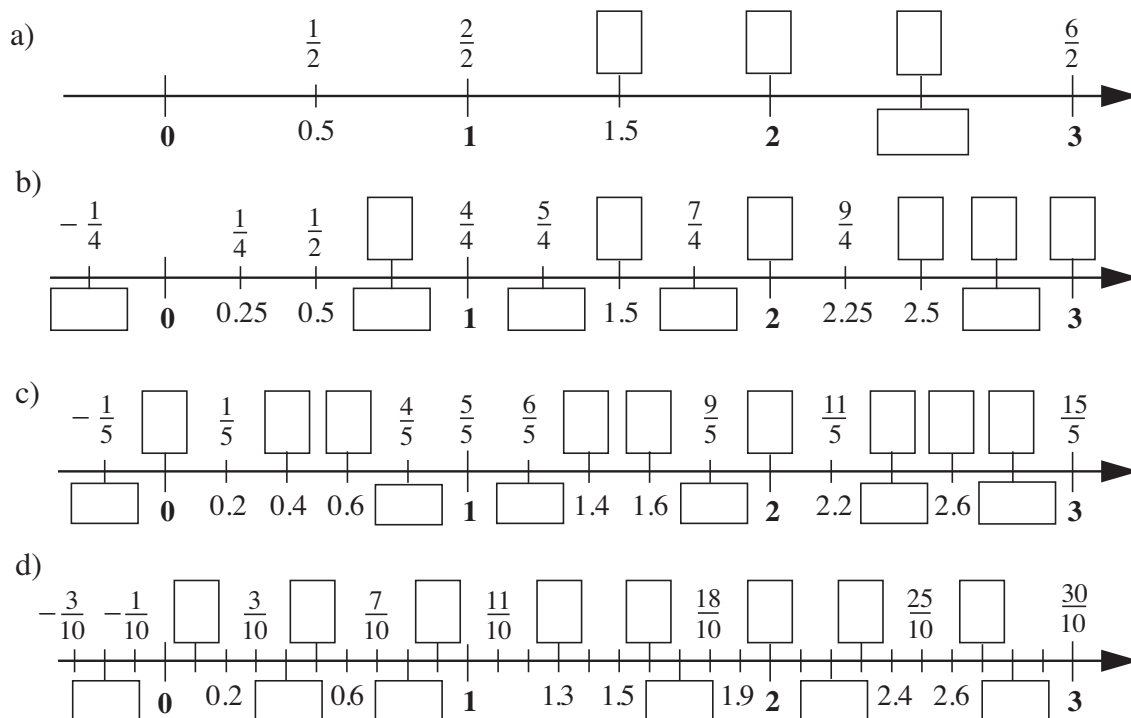 a)
1/2 2/2 6/2
0 0.5 1 1.5 2 3
b)
− 1/4 1/4 1/2 4/4 5/4 7/4 9/4
0 0.25 0.5 1 1.5 2 2.25 2.5 3
c)
− 1/5 1/5 4/5 5/5 6/5 9/5 11/5 15/5
0 0.2 0.4 0.6 1 1.4 1.6 2 2.2 2.6 3
d)
− 3/10 − 1/10 3/10 7/10 11/10 18/10 25/10 30/10
0 0.2 0.6 1 1.3 1.5 1.9 2 2.4 2.6 3